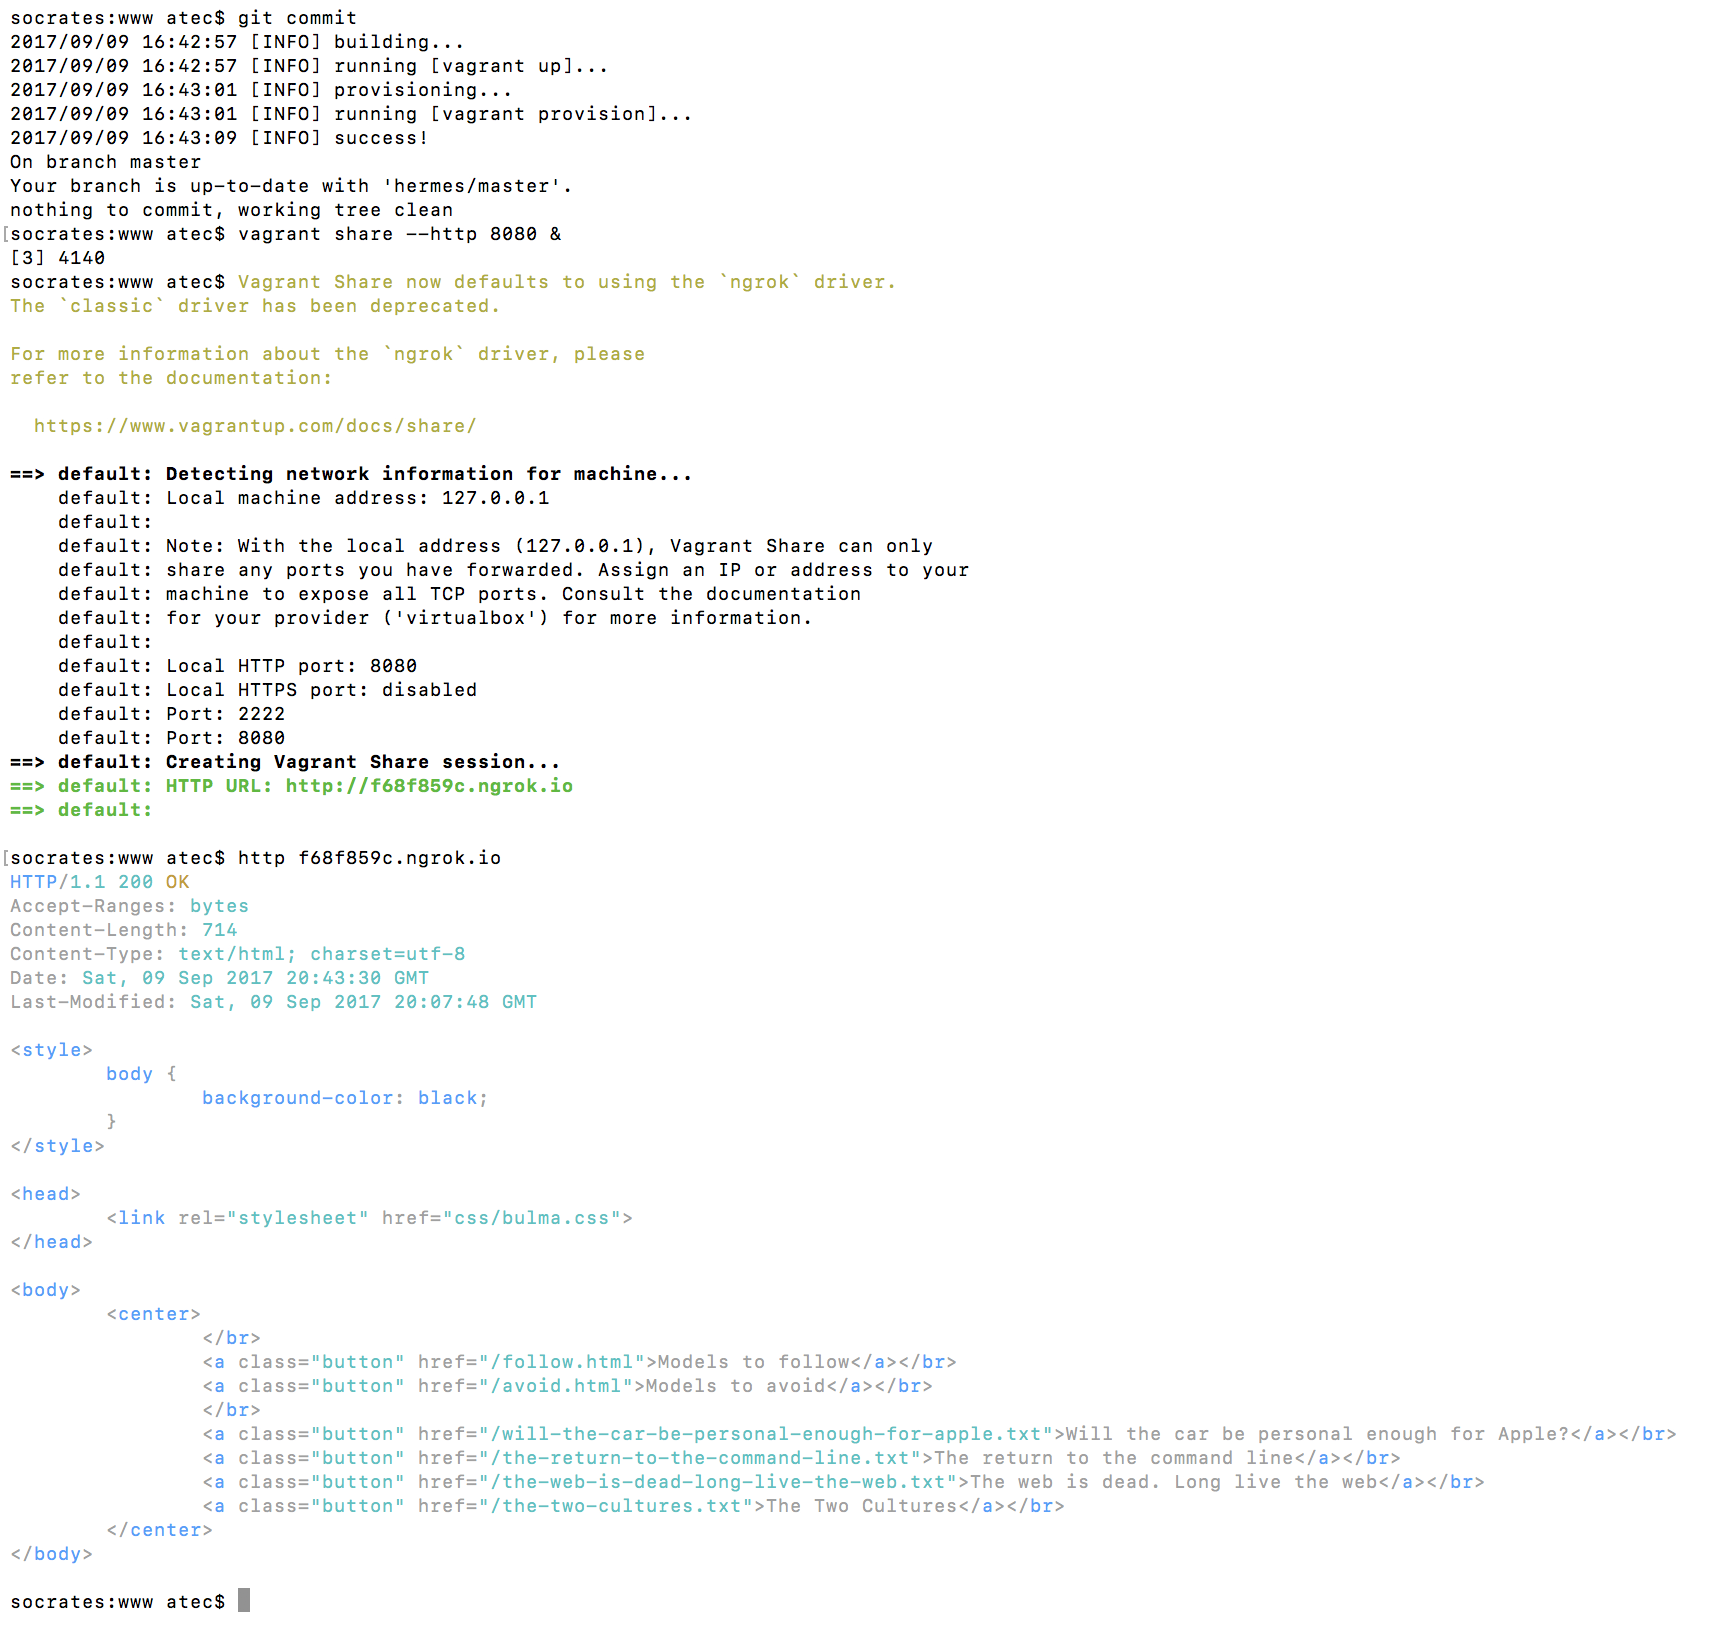 socrates:www atec$ git commit
2017/09/09 16:42:57 [INFO] building...
2017/09/09 16:42:57 [INFO] running [vagrant up]...
2017/09/09 16:43:01 [INFO] provisioning...
2017/09/09 16:43:01 [INFO] running [vagrant provision]...
2017/09/09 16:43:09 [INFO] success!
On branch master
Your branch is up-to-date with 'hermes/master'.
nothing to commit, working tree clean
[socrates:www atec$ vagrant share --http 8080 &
[3] 4140
socrates:www atec$ Vagrant Share now defaults to using the `ngrok` driver.
The `classic` driver has been deprecated.

For more information about the `ngrok` driver, please
refer to the documentation:

  https://www.vagrantup.com/docs/share/

==> default: Detecting network information for machine...
    default: Local machine address: 127.0.0.1
    default:
    default: Note: With the local address (127.0.0.1), Vagrant Share can only
    default: share any ports you have forwarded. Assign an IP or address to your
    default: machine to expose all TCP ports. Consult the documentation
    default: for your provider ('virtualbox') for more information.
    default:
    default: Local HTTP port: 8080
    default: Local HTTPS port: disabled
    default: Port: 2222
    default: Port: 8080
==> default: Creating Vagrant Share session...
==> default: HTTP URL: http://f68f859c.ngrok.io
==> default:

[socrates:www atec$ http f68f859c.ngrok.io
HTTP/1.1 200 OK
Accept-Ranges: bytes
Content-Length: 714
Content-Type: text/html; charset=utf-8
Date: Sat, 09 Sep 2017 20:43:30 GMT
Last-Modified: Sat, 09 Sep 2017 20:07:48 GMT

<style>
        body {
                background-color: black;
        }
</style>

<head>
        <link rel="stylesheet" href="css/bulma.css">
</head>

<body>
        <center>
                </br>
                <a class="button" href="/follow.html">Models to follow</a></br>
                <a class="button" href="/avoid.html">Models to avoid</a></br>
                </br>
                <a class="button" href="/will-the-car-be-personal-enough-for-apple.txt">Will the car be personal enough for Apple?</a></br>
                <a class="button" href="/the-return-to-the-command-line.txt">The return to the command line</a></br>
                <a class="button" href="/the-web-is-dead-long-live-the-web.txt">The web is dead. Long live the web</a></br>
                <a class="button" href="/the-two-cultures.txt">The Two Cultures</a></br>
        </center>
</body>

socrates:www atec$